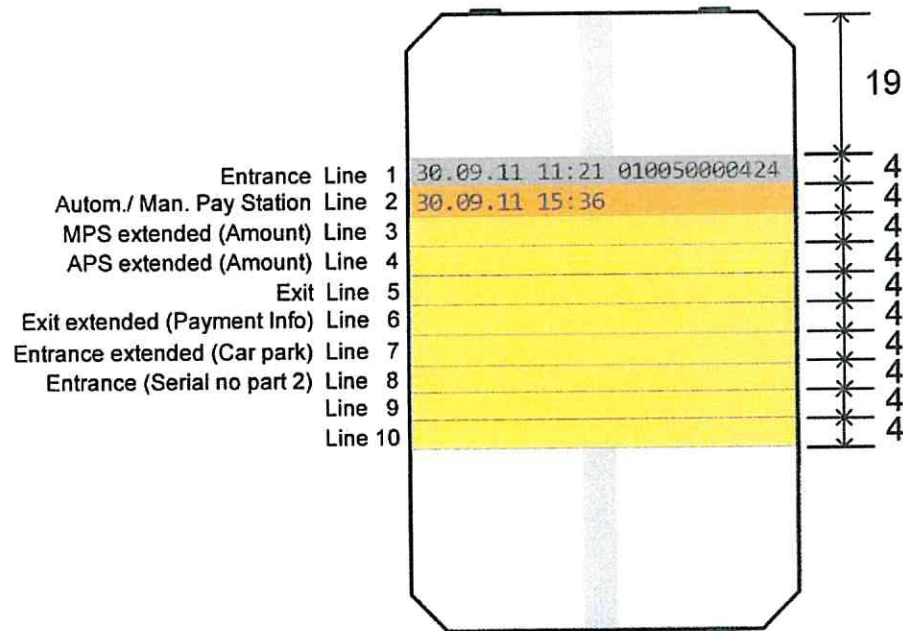 19
Entrance Line 1 30.09.11 11:21 010050000424 4
Autom./ Man. Pay Station Line 2 30.09.11 15:36 4
MPS extended (Amount) Line 3 4
APS extended (Amount) Line 4 4
Exit Line 5 4
Exit extended (Payment Info) Line 6 4
Entrance extended (Car park) Line 7 4
Entrance (Serial no part 2) Line 8 4
Line 9 4
Line 10 4